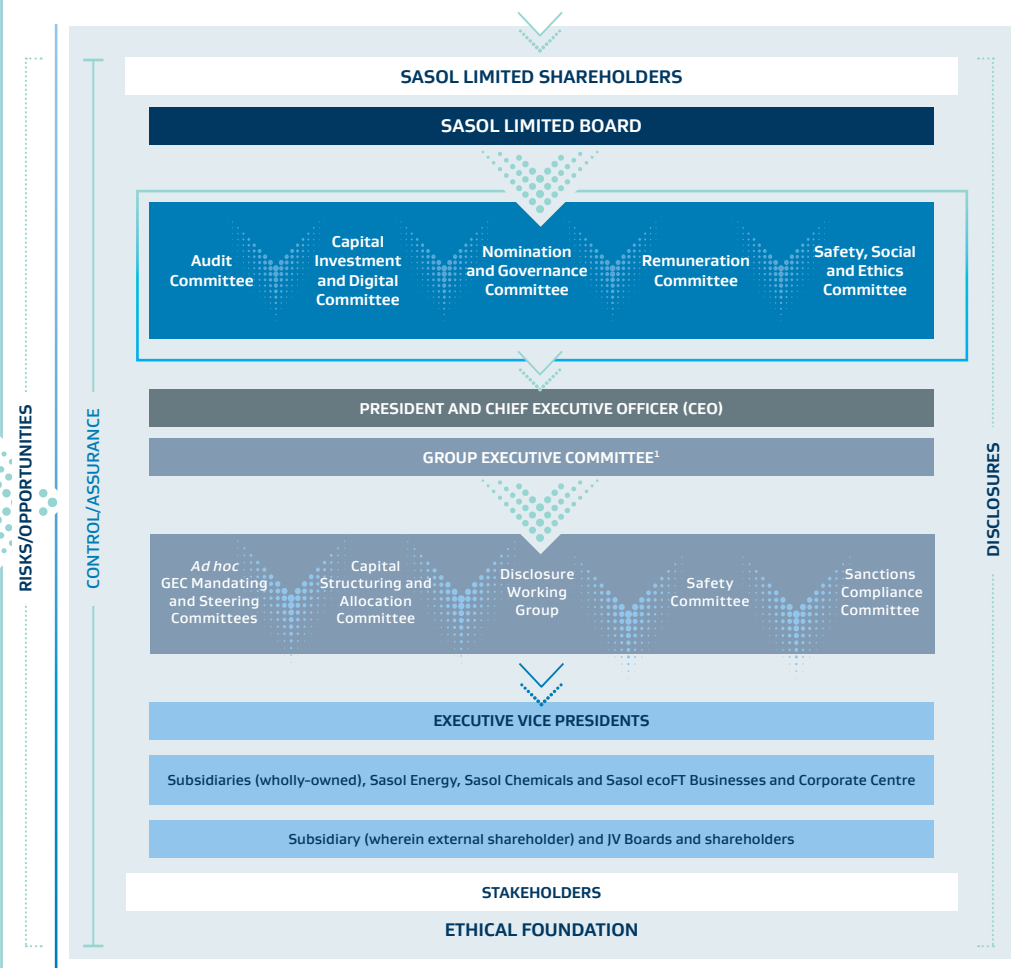 SASOL LIMITED SHAREHOLDERS
SASOL LIMITED BOARD
Audit
Committee
Capital
Investment
and Digital
Committee
Nomination
and Governance
Committee
Remuneration
Committee
Safety, Social
and Ethics
Committee
PRESIDENT AND CHIEF EXECUTIVE OFFICER (CEO)
GROUP EXECUTIVE COMMITTEE¹
Ad hoc
GEC Mandating
and Steering
Committees
Capital
Structuring and
Allocation
Committee
Disclosure
Working
Group
Safety
Committee
Sanctions
Compliance
Committee
EXECUTIVE VICE PRESIDENTS
Subsidiaries (wholly-owned), Sasol Energy, Sasol Chemicals and Sasol ecoFT Businesses and Corporate Centre
Subsidiary (wherein external shareholder) and JV Boards and shareholders
STAKEHOLDERS
ETHICAL FOUNDATION
RISKS/OPPORTUNITIES
CONTROL/ASSURANCE
DISCLOSURES